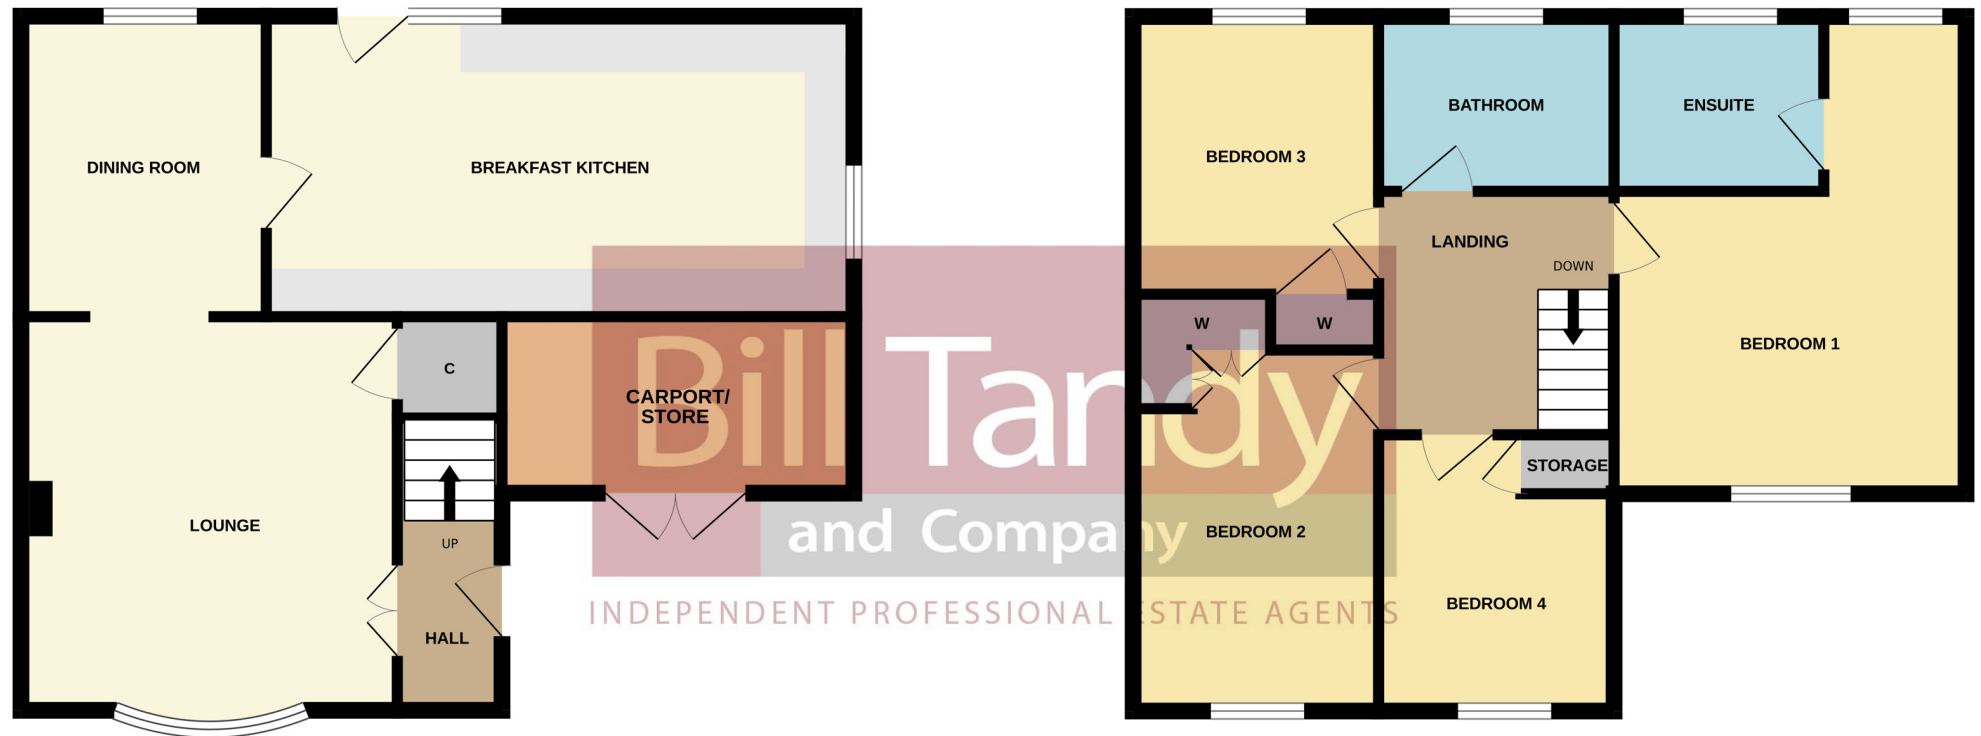 DINING ROOM
BREAKFAST KITCHEN
C
CARPORT/
STORE
LOUNGE
UP
HALL
BEDROOM 3
BATHROOM
ENSUITE
LANDING
DOWN
W
W
BEDROOM 1
STORAGE
BEDROOM 2
BEDROOM 4
Bill Tandy
and Company
INDEPENDENT PROFESSIONAL ESTATE AGENTS